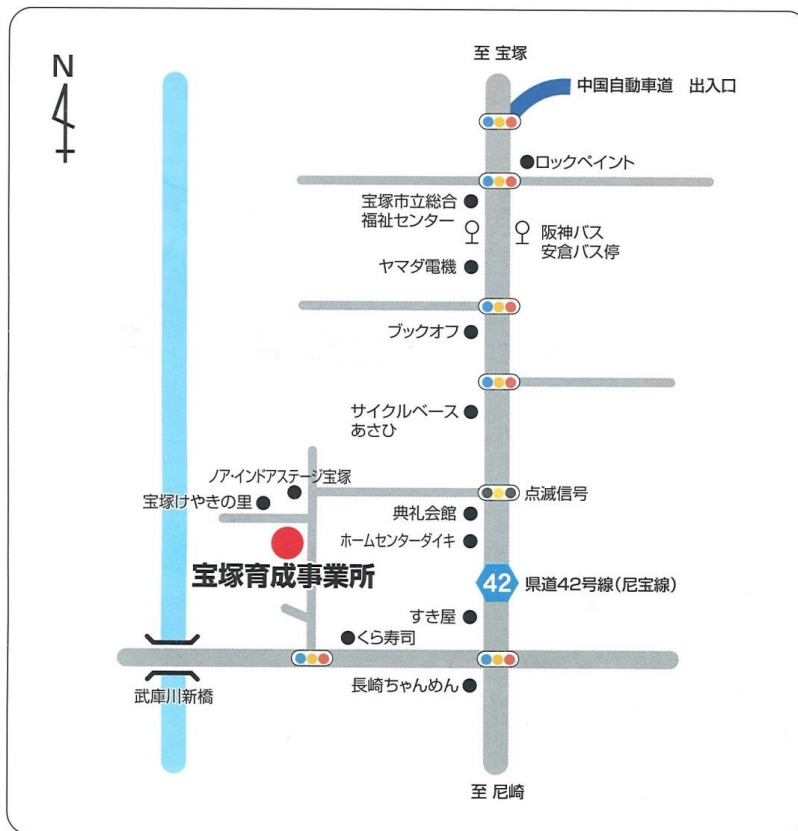 N
至 宝塚
中国自動車道 出入口
ロックペイント
宝塚市立総合
福祉センター
阪神バス
安倉バス停
ヤマダ電機
ブックオフ
サイクルベース
あさひ
ノア・インドアステージ宝塚
宝塚けやきの里
点滅信号
典礼会館
ホームセンターダイキ
宝塚育成事業所
42
県道42号線(尼宝線)
すき屋
くら寿司
長崎ちゃんめん
武庫川新橋
至 尼崎